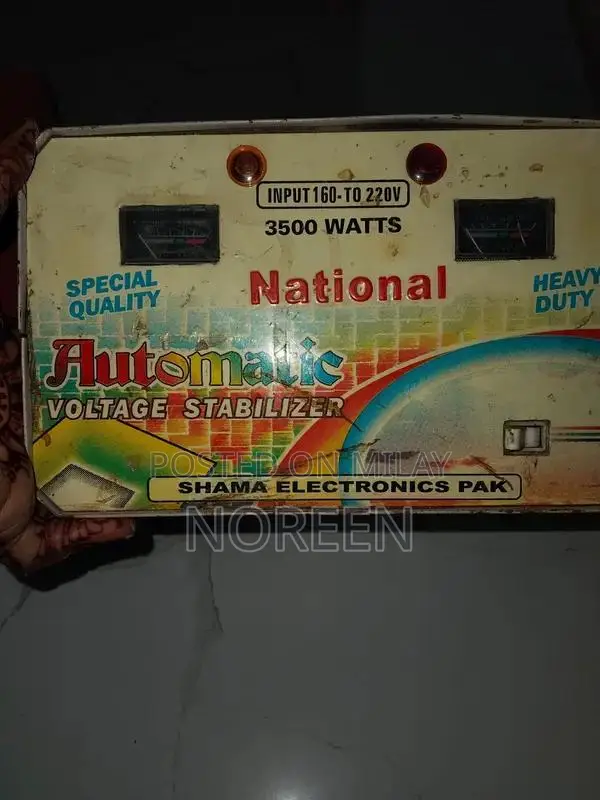 INPUT 160-TO 220V
3500 WATTS
SPECIAL
QUALITY
National
HEAVY
DUTY
Automatic
VOLTAGE STABILIZER
POSTED ON MILAY
SHAMA ELECTRONICS PAK
NOREEN